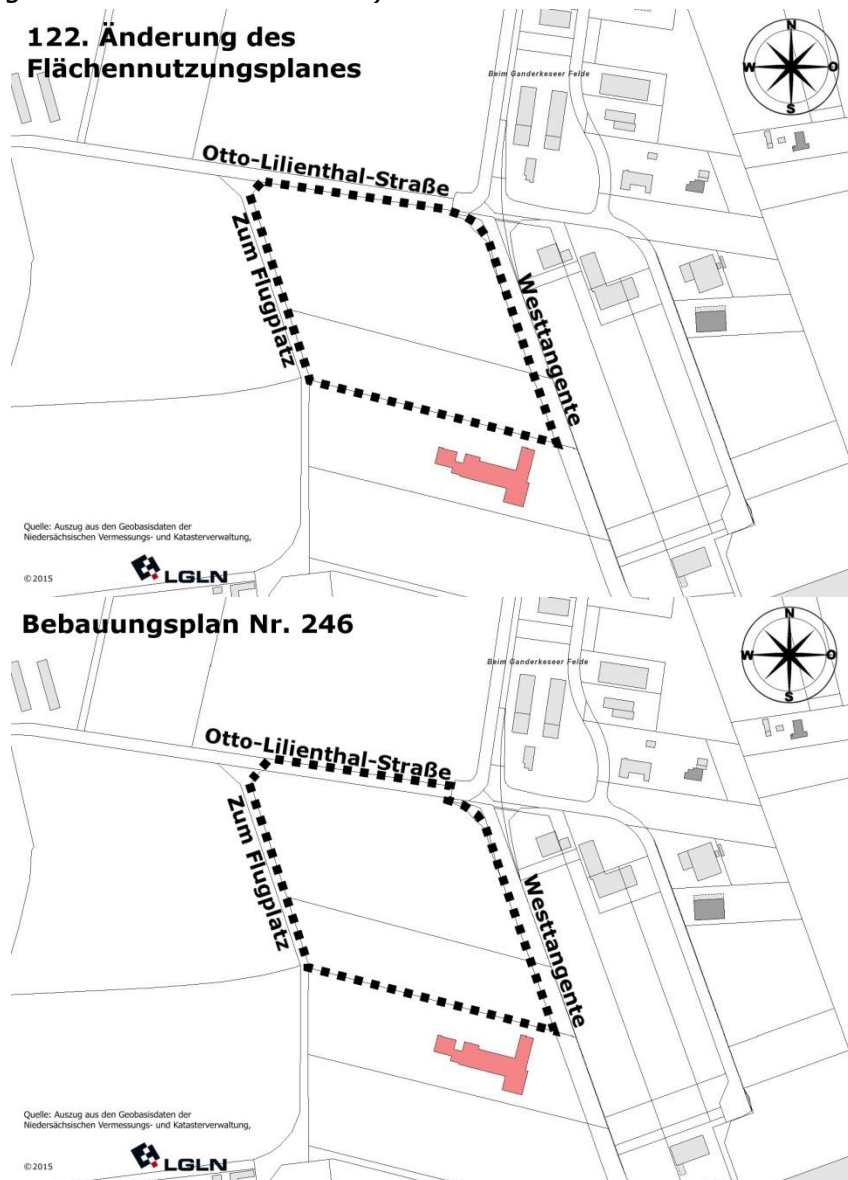 122. Änderung des
Flächennutzungsplanes
N
W
O
S
Beim Ganderkeseer Felde
Otto-Lilienthal-Straße
Zum Flugplatz
Westtangente
Quelle: Auszug aus den Geobasisdaten der
Niedersächsischen Vermessungs- und Katasterverwaltung,
©2015
LGLN
Bebauungsplan Nr. 246
N
W
O
S
Beim Ganderkeseer Felde
Otto-Lilienthal-Straße
Zum Flugplatz
Westtangente
Quelle: Auszug aus den Geobasisdaten der
Niedersächsischen Vermessungs- und Katasterverwaltung,
©2015
LGLN